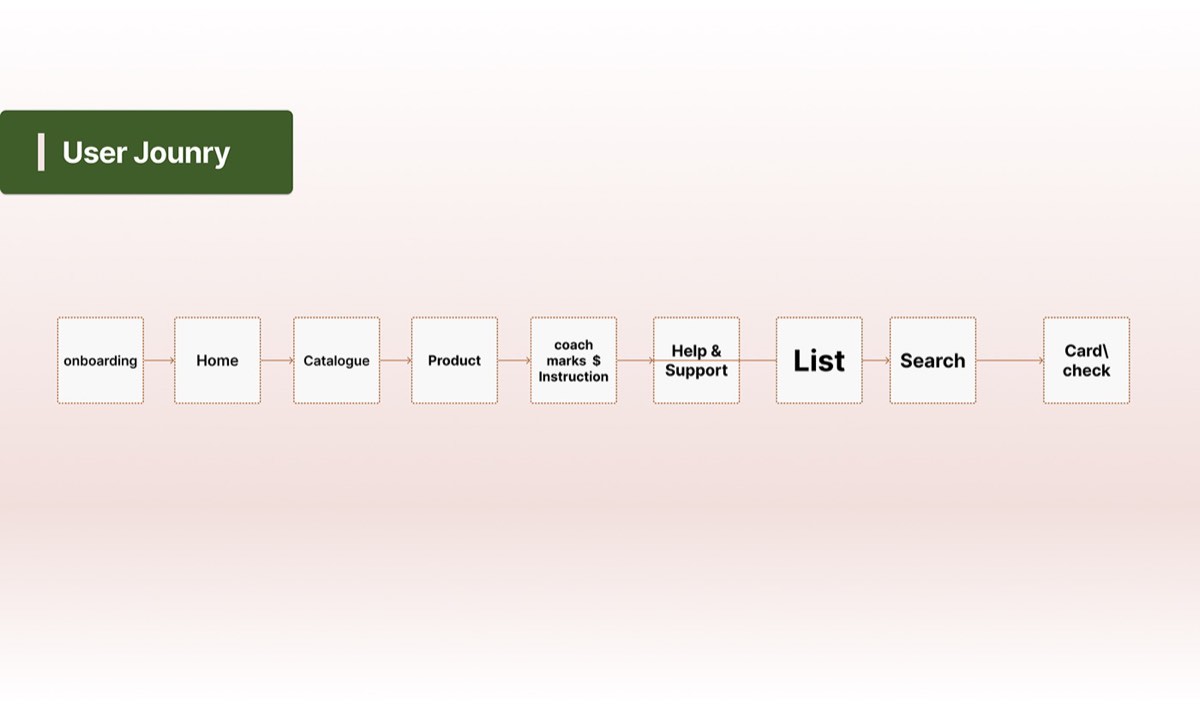 User Jounry
onboarding
Home
Catalogue
Product
coach
marks $
Instruction
Help &
Support
List
Search
Card\
check